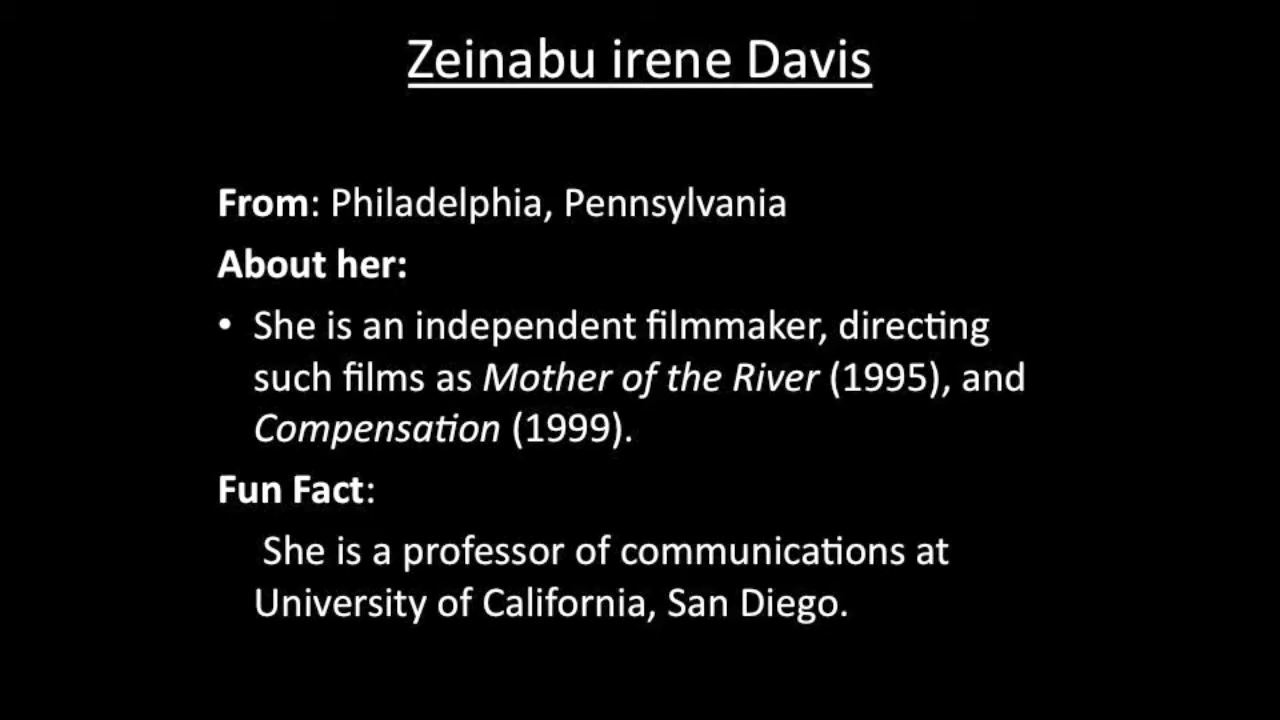 Zeinabu irene Davis
From: Philadelphia, Pennsylvania
About her:
• She is an independent filmmaker, directing
such films as Mother of the River (1995), and
Compensation (1999).
Fun Fact:
She is a professor of communications at
University of California, San Diego.